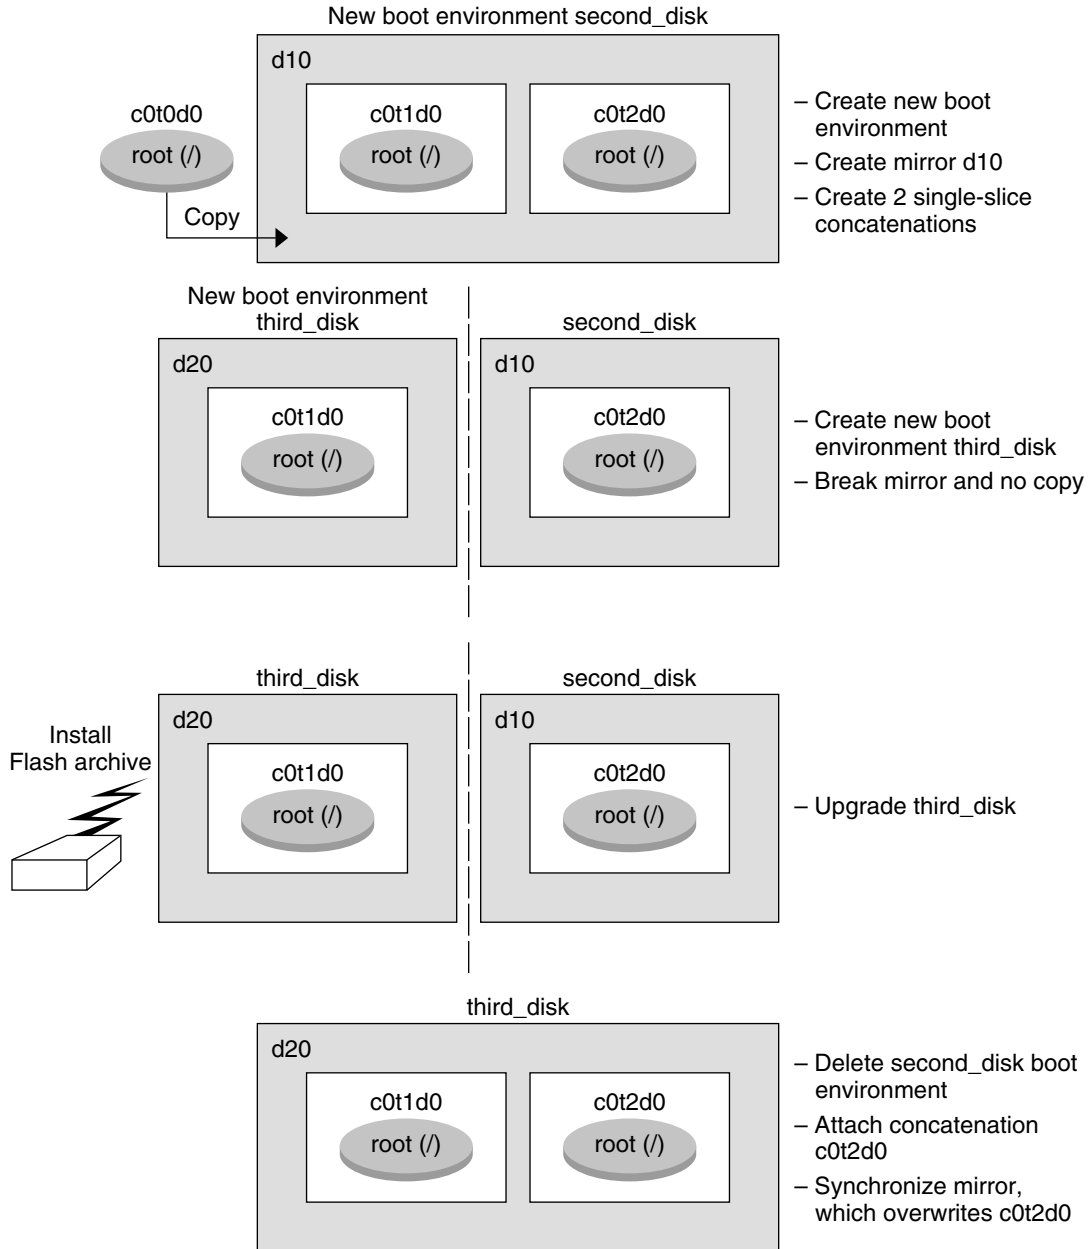 New boot environment second_disk
d10
c0t0d0
root (/)
Copy
c0t1d0
root (/)
c0t2d0
root (/)
– Create new boot
environment
– Create mirror d10
– Create 2 single-slice
concatenations
New boot environment
third_disk
d20
c0t1d0
root (/)
second_disk
d10
c0t2d0
root (/)
– Create new boot
environment third_disk
– Break mirror and no copy
Install
Flash archive
third_disk
d20
c0t1d0
root (/)
second_disk
d10
c0t2d0
root (/)
– Upgrade third_disk
third_disk
d20
c0t1d0
root (/)
c0t2d0
root (/)
– Delete second_disk boot
environment
– Attach concatenation
c0t2d0
– Synchronize mirror,
which overwrites c0t2d0